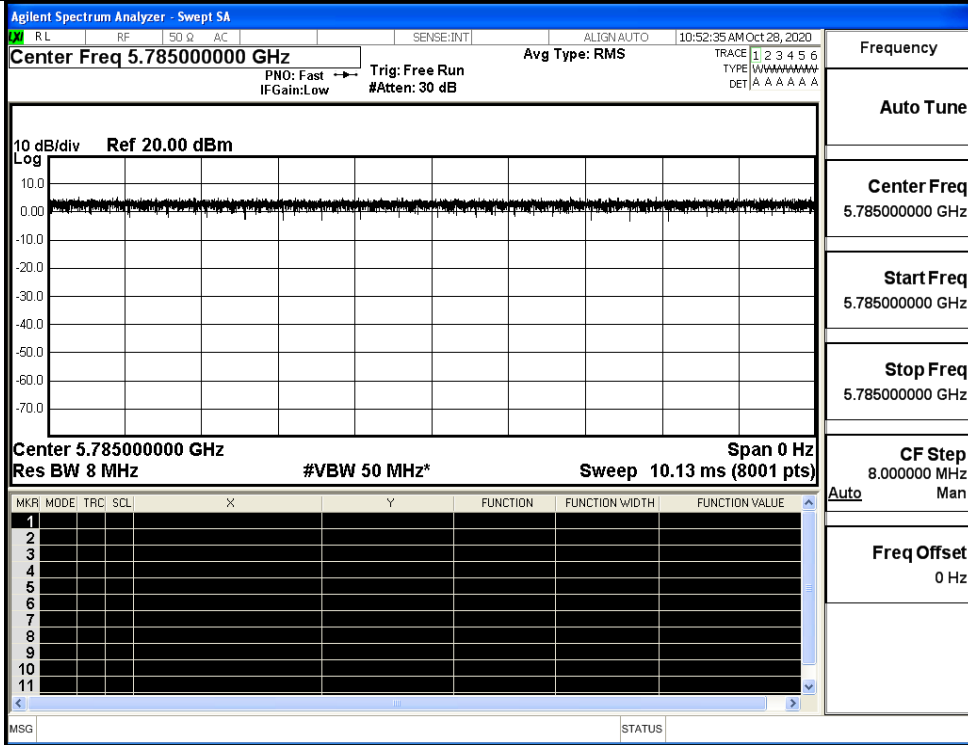 Agilent Spectrum Analyzer - Swept SA
LXI RL RF 50 Ω AC SENSE:INT ALIGN AUTO 10:52:35 AM Oct 28, 2020
Center Freq 5.785000000 GHz Avg Type: RMS TRACE 1 2 3 4 5 6
PNO: Fast Trig: Free Run TYPE WWWWWW
IFGain:Low #Atten: 30 dB DET A A A A A A
10 dB/div Ref 20.00 dBm
Log
10.0
0.00
-10.0
-20.0
-30.0
-40.0
-50.0
-60.0
-70.0
Center 5.785000000 GHz Span 0 Hz
Res BW 8 MHz #VBW 50 MHz* Sweep 10.13 ms (8001 pts)
MKR MODE TRC SCL X Y FUNCTION FUNCTION WIDTH FUNCTION VALUE
1
2
3
4
5
6
7
8
9
10
11
MSG STATUS
Frequency
Auto Tune
Center Freq
5.785000000 GHz
Start Freq
5.785000000 GHz
Stop Freq
5.785000000 GHz
CF Step
8.000000 MHz
Auto Man
Freq Offset
0 Hz